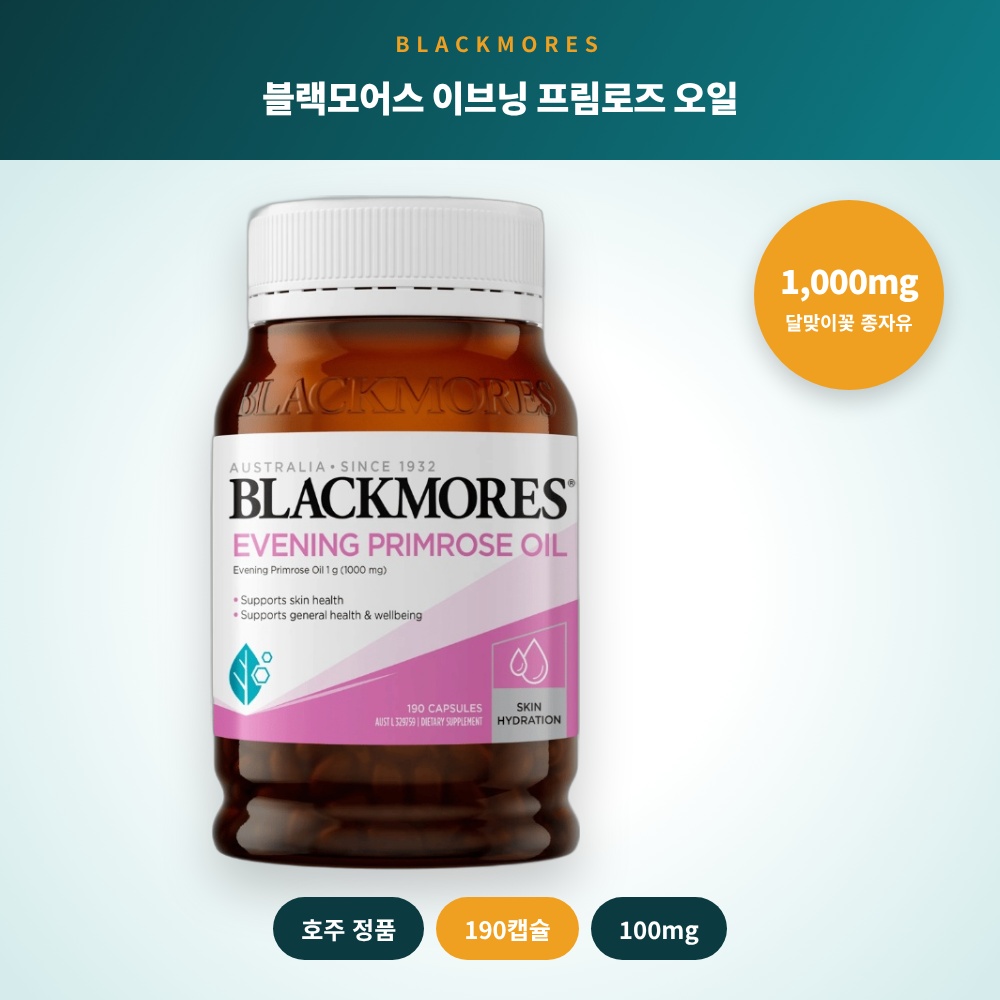 BLACKMORES
블랙모어스 이브닝 프림로즈 오일
1,000mg
달맞이꽃 종자유
BLACKMORES
AUSTRALIA • SINCE 1932
BLACKMORES®
EVENING PRIMROSE OIL
Evening Primrose Oil 1 g (1000 mg)
• Supports skin health
• Supports general health & wellbeing
190 CAPSULES
AUST L 329759 | DIETARY SUPPLEMENT
SKIN
HYDRATION
호주 정품
190캡슐
100mg